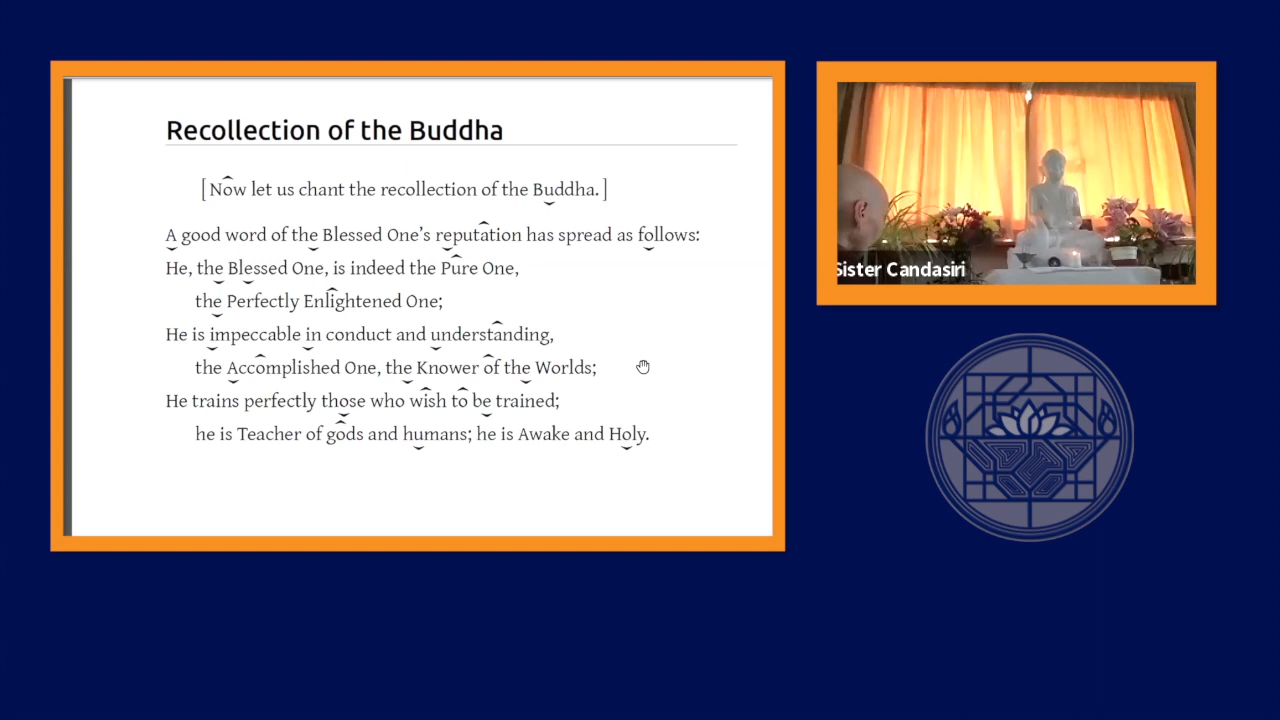 Recollection of the Buddha
[Now let us chant the recollection of the Buddha.]
A good word of the Blessed One's reputation has spread as follows:
He, the Blessed One, is indeed the Pure One,
the Perfectly Enlightened One;
He is impeccable in conduct and understanding,
the Accomplished One, the Knower of the Worlds;
He trains perfectly those who wish to be trained;
he is Teacher of gods and humans; he is Awake and Holy.
Sister Candasiri